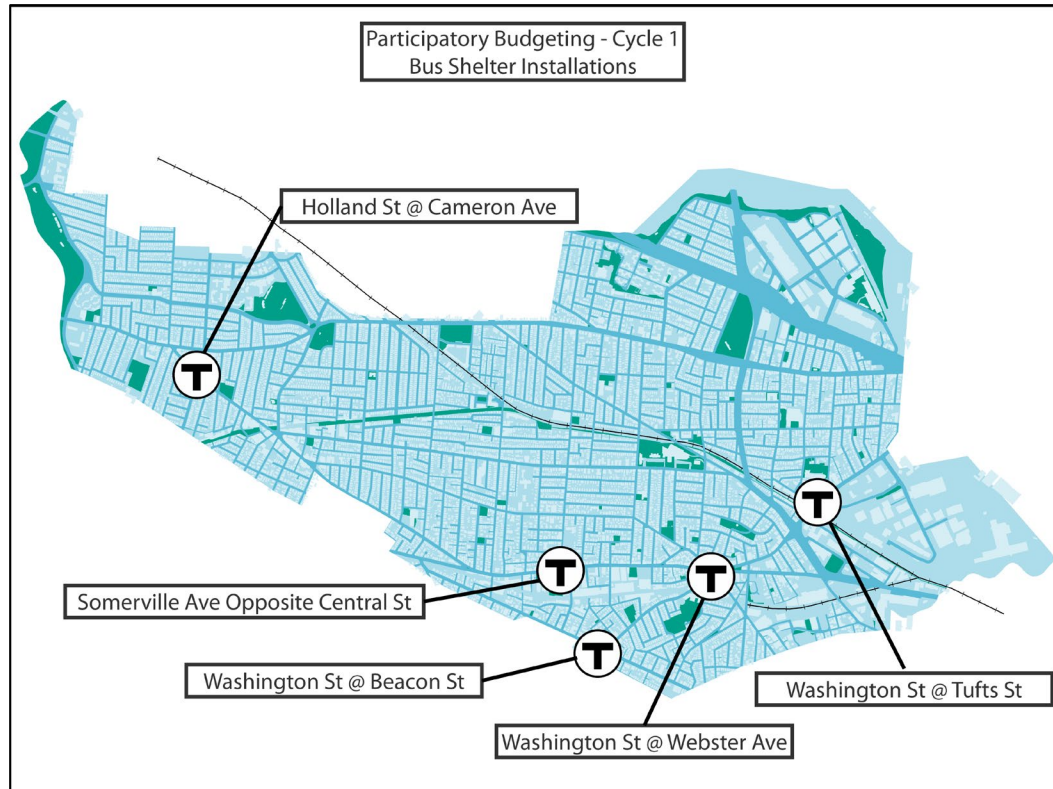 Participatory Budgeting - Cycle 1
Bus Shelter Installations
Holland St @ Cameron Ave
T
T
T
T
Somerville Ave Opposite Central St
T
Washington St @ Beacon St
Washington St @ Tufts St
Washington St @ Webster Ave